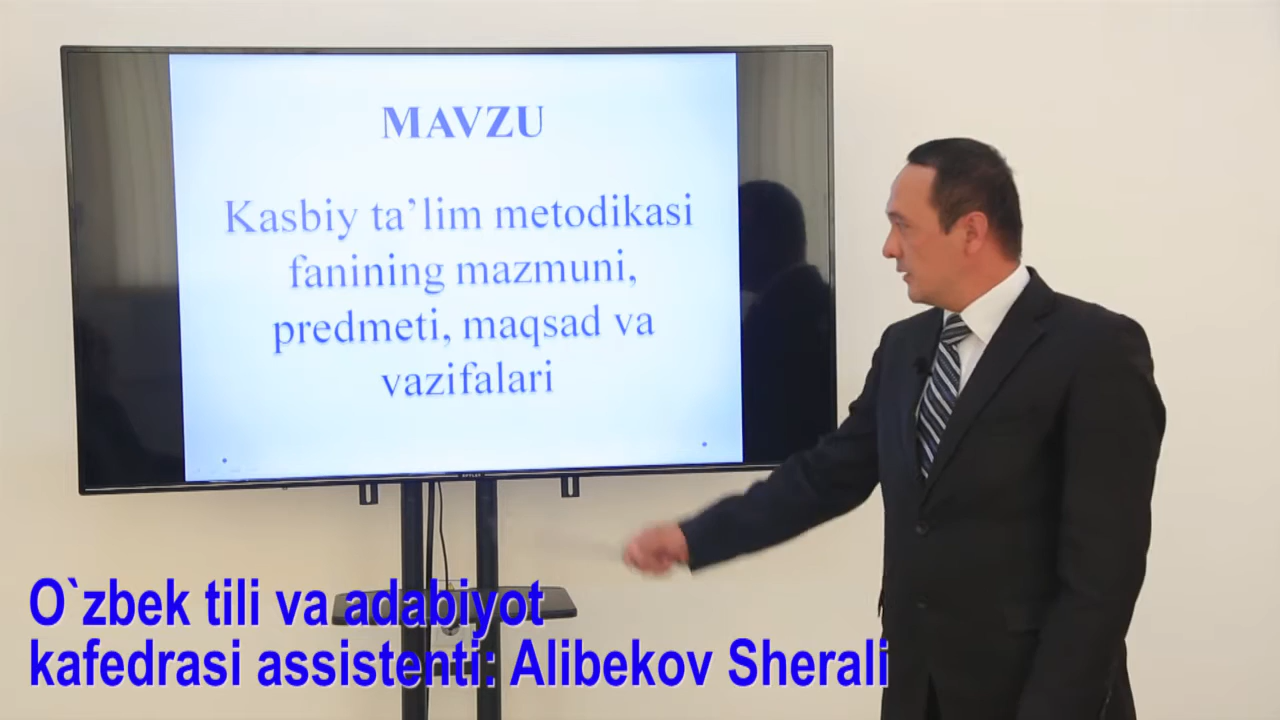 MAVZU
Kasbiy ta’lim metodikasi
fanining mazmuni,
predmeti, maqsad va
vazifalari
O`zbek tili va adabiyot
kafedrasi assistenti: Alibekov Sherali